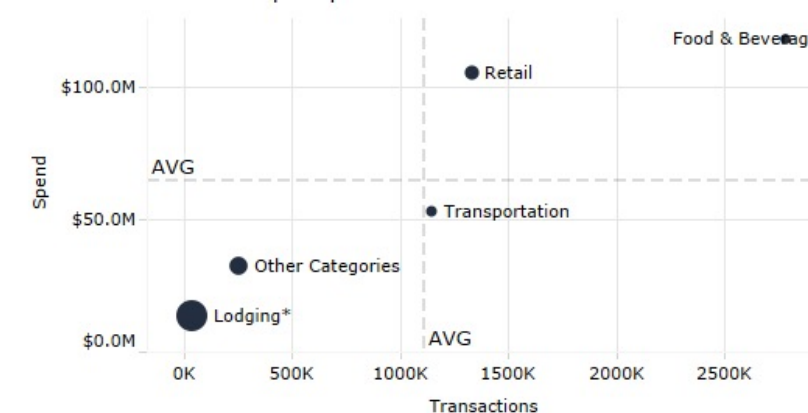 Food & Beverag
Retail
$100.0M
AVG
Spend
$50.0M
Transportation
Other Categories
Lodging*
$0.0M
AVG
0K 500K 1000K 1500K 2000K 2500K
Transactions